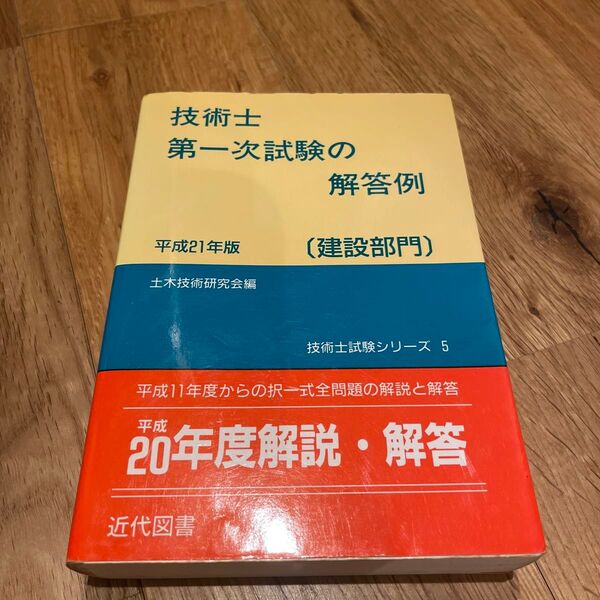 技術士
第一次試験の
解答例
平成21年版
〔建設部門〕
土木技術研究会編
技術士試験シリーズ 5
平成11年度からの択一式全問題の解説と解答
平成
20年度解説・解答
近代図書